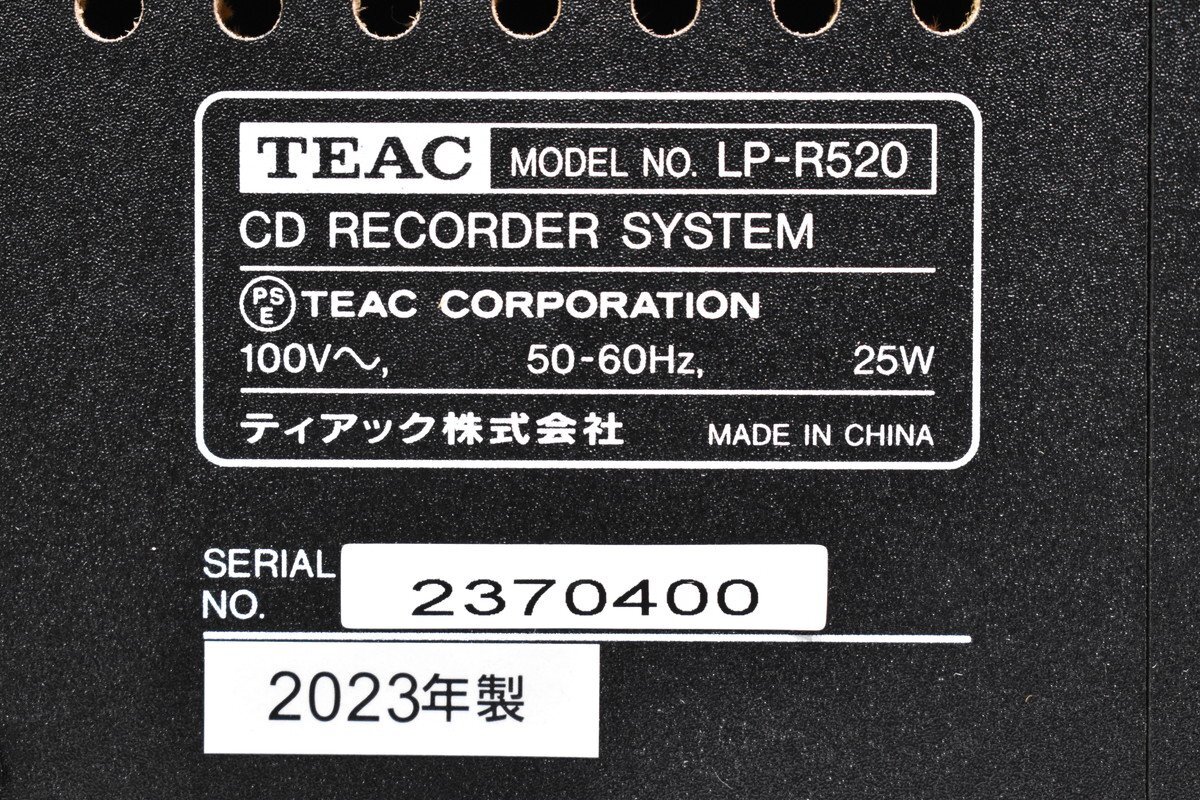 TEAC MODEL NO. LP-R520
CD RECORDER SYSTEM
PSE TEAC CORPORATION
100V～, 50-60Hz, 25W
ティアック株式会社 MADE IN CHINA
SERIAL NO. 2370400
2023年製